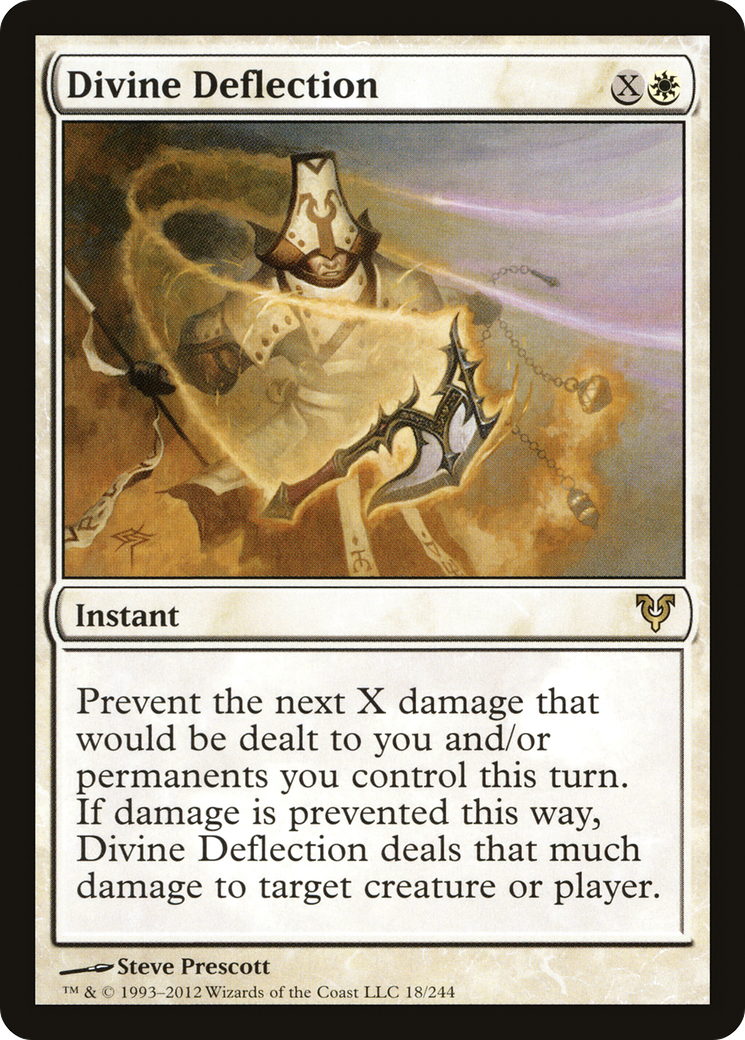 Divine Deflection
X
Instant
Prevent the next X damage that
would be dealt to you and/or
permanents you control this turn.
If damage is prevented this way,
Divine Deflection deals that much
damage to target creature or player.
Steve Prescott
™ & © 1993–2012 Wizards of the Coast LLC 18/244